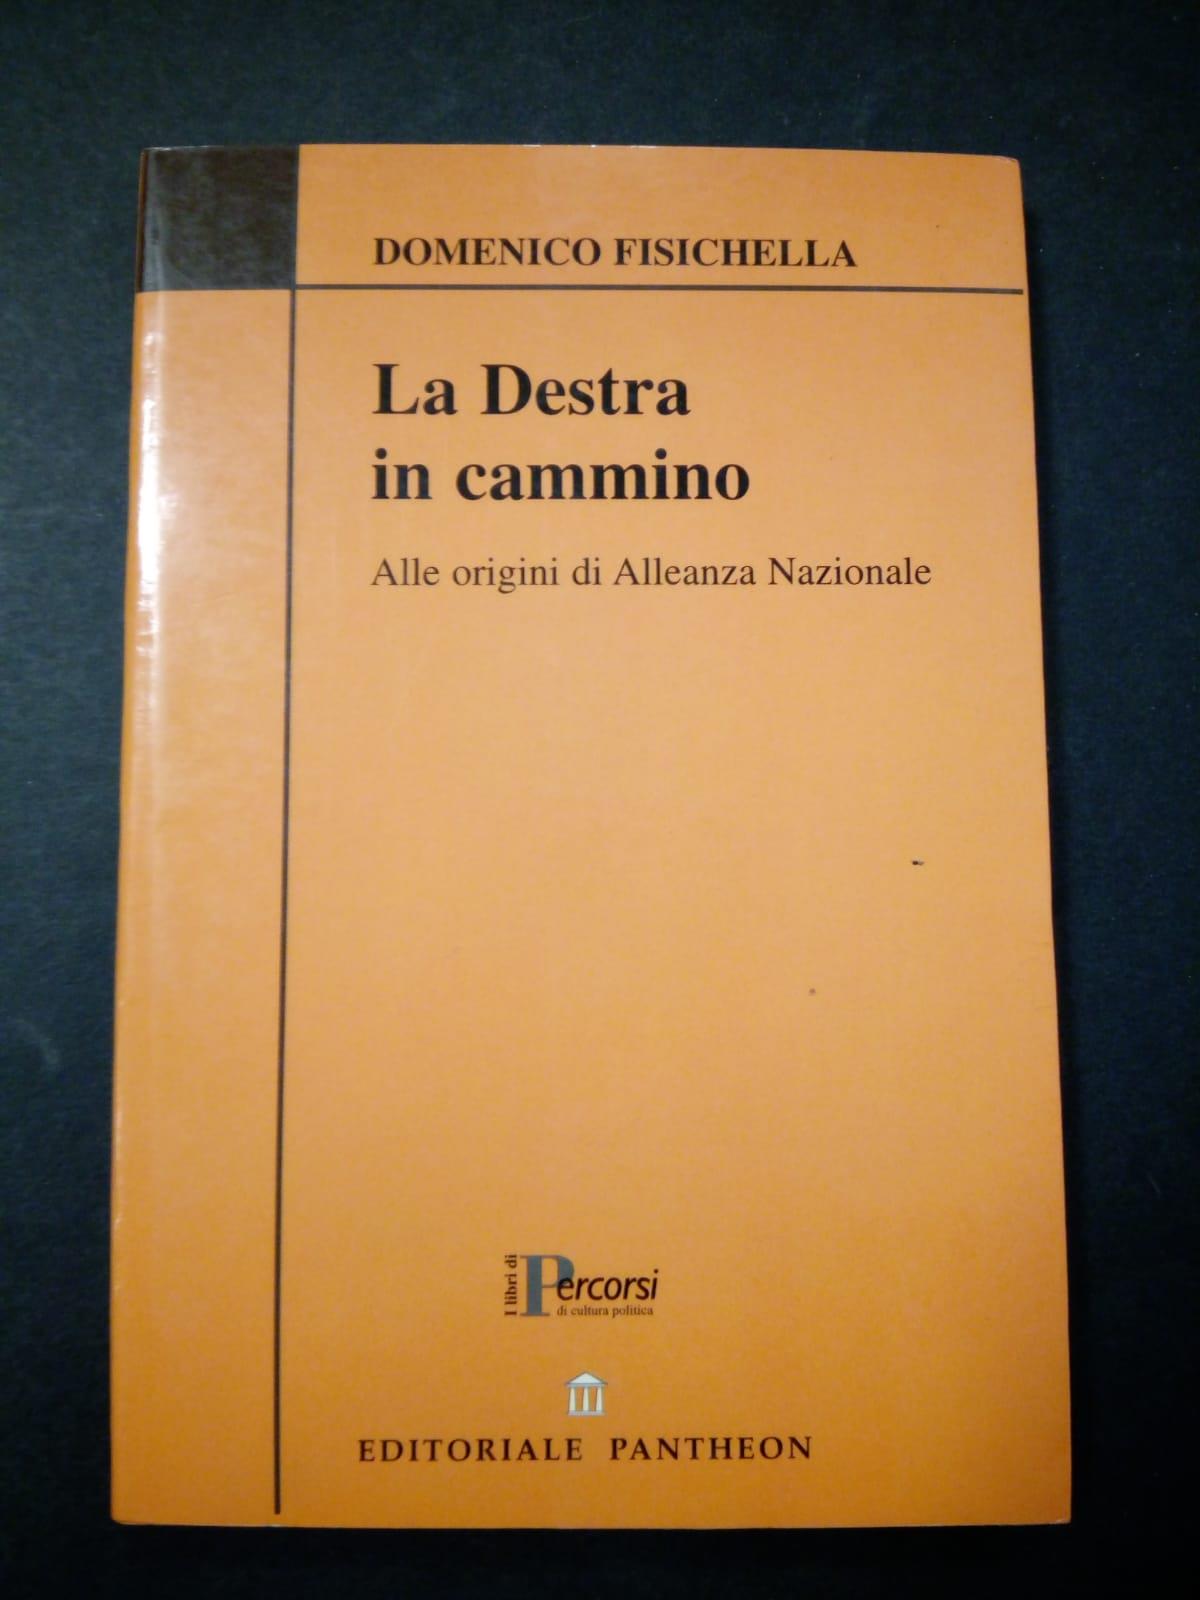 DOMENICO FISICHELLA
La Destra
in cammino
Alle origini di Alleanza Nazionale
I libri di
Percorsi
di cultura politica
EDITORIALE PANTHEON